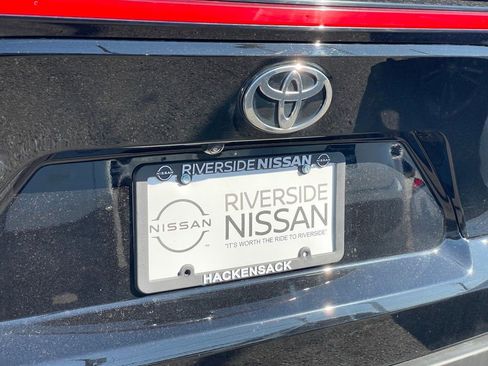 RIVERSIDE NISSAN
NISSAN
RIVERSIDE
NISSAN
"IT'S WORTH THE RIDE TO RIVERSIDE"
HACKENSACK